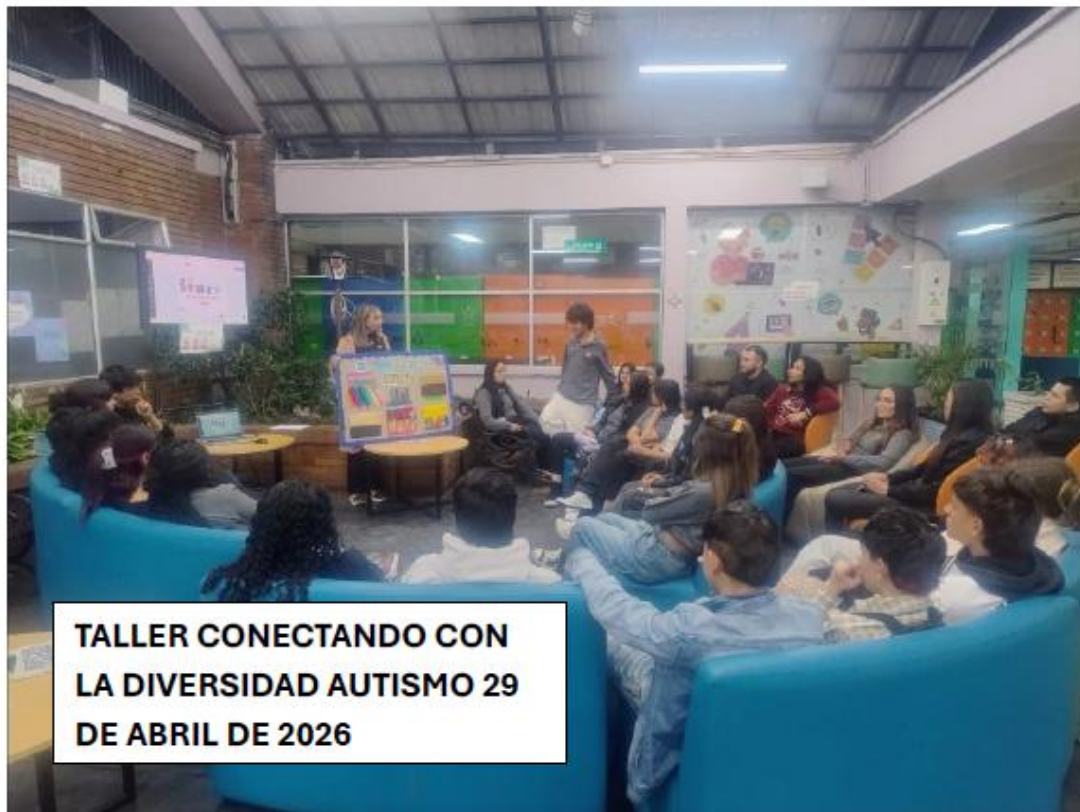 TALLER CONECTANDO CON
LA DIVERSIDAD AUTISMO 29
DE ABRIL DE 2026